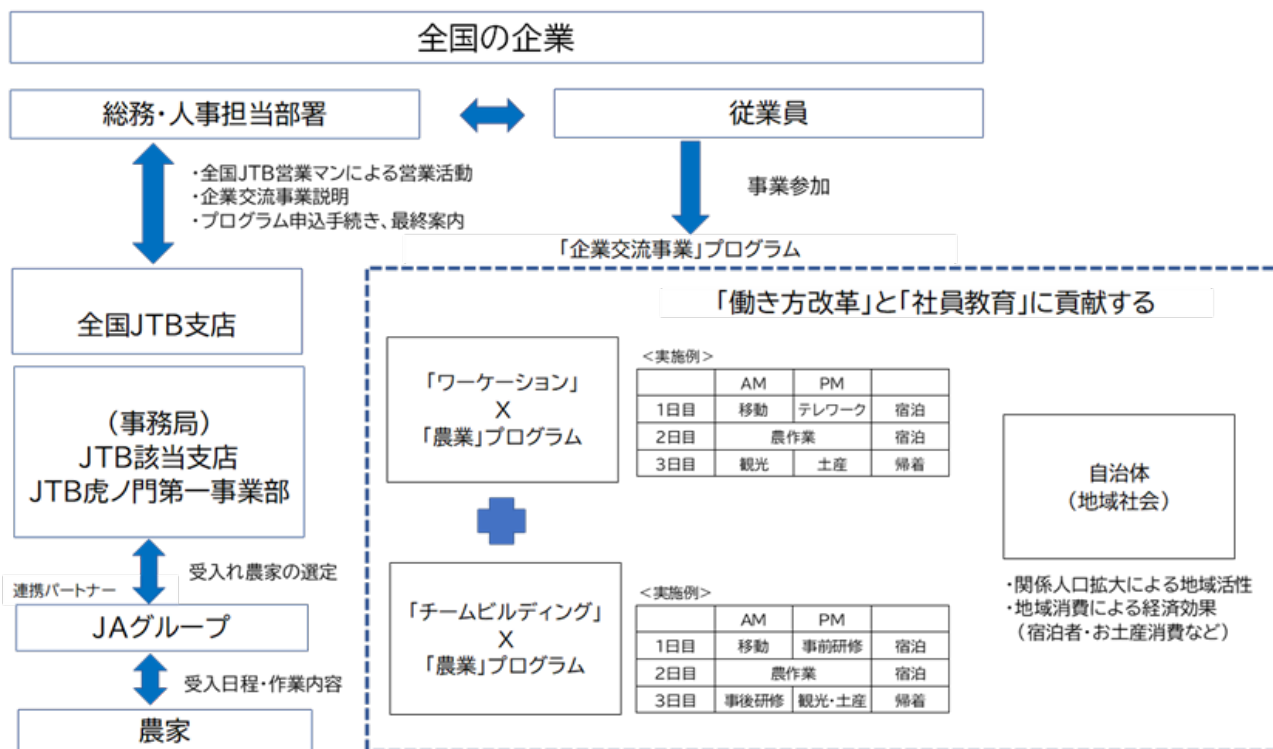 全国の企業
総務・人事担当部署
従業員
・全国JTB営業マンによる営業活動
・企業交流事業説明
・プログラム申込手続き、最終案内
事業参加
「企業交流事業」プログラム
全国JTB支店
(事務局)
JTB該当支店
JTB虎ノ門第一事業部
受入れ農家の選定
連携パートナー
JAグループ
受入日程・作業内容
農家
「働き方改革」と「社員教育」に貢献する
「ワーケーション」
X
「農業」プログラム
<実施例>
AM PM
1日目 移動 テレワーク 宿泊
2日目 農作業 宿泊
3日目 観光 土産 帰着
「チームビルディング」
X
「農業」プログラム
<実施例>
AM PM
1日目 移動 事前研修 宿泊
2日目 農作業 宿泊
3日目 事後研修 観光・土産 帰着
自治体
(地域社会)
・関係人口拡大による地域活性
・地域消費による経済効果
(宿泊者・お土産消費など)